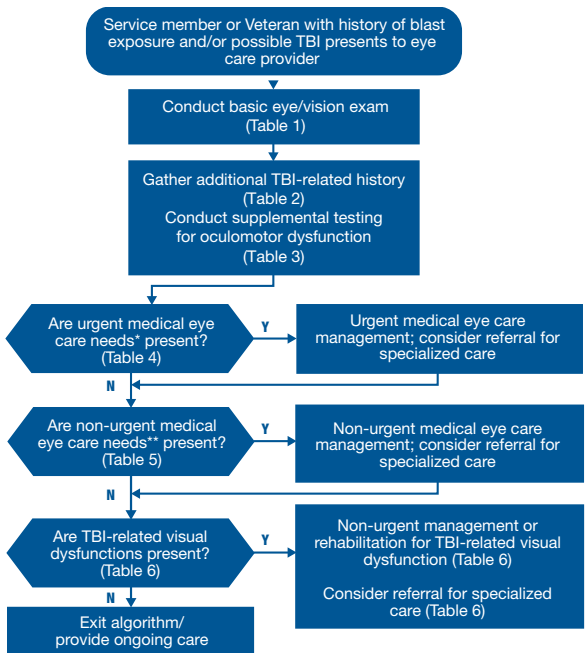 Service member or Veteran with history of blast
exposure and/or possible TBI presents to eye
care provider
Conduct basic eye/vision exam
(Table 1)
Gather additional TBI-related history
(Table 2)
Conduct supplemental testing
for oculomotor dysfunction
(Table 3)
Are urgent medical eye
care needs* present?
(Table 4)
Y
Urgent medical eye care
management; consider referral for
specialized care
N
Are non-urgent medical
eye care needs** present?
(Table 5)
Y
Non-urgent medical eye care
management; consider referral for
specialized care
N
Are TBI-related visual
dysfunctions present?
(Table 6)
Y
Non-urgent management or
rehabilitation for TBI-related visual
dysfunction (Table 6)
Consider referral for specialized
care (Table 6)
N
Exit algorithm/
provide ongoing care